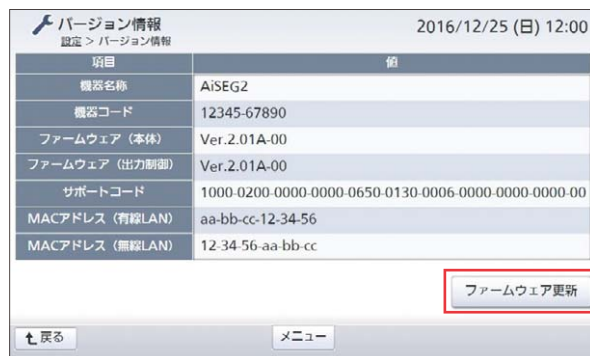 バージョン情報
2016/12/25 (日) 12:00
設定 > バージョン情報
項目 値
機器名称 AiSEG2
機器コード 12345-67890
ファームウェア（本体） Ver.2.01A-00
ファームウェア（出力制御） Ver.2.01A-00
サポートコード 1000-0200-0000-0000-0650-0130-0006-0000-0000-0000-00
MACアドレス（有線LAN） aa-bb-cc-12-34-56
MACアドレス（無線LAN） 12-34-56-aa-bb-cc
ファームウェア更新
戻る メニュー